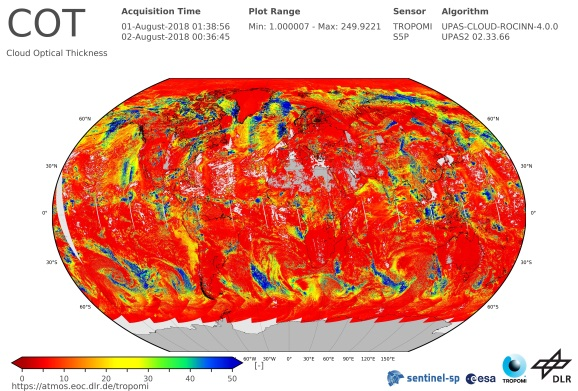 COT
Cloud Optical Thickness
Acquisition Time
01-August-2018 01:38:56
02-August-2018 00:36:45
Plot Range
Min: 1.000007 - Max: 249.9221
Sensor
TROPOMI
S5P
Algorithm
UPAS-CLOUD-ROCINN-4.0.0
UPAS2 02.33.66
60°N
60°N
30°N
30°N
0°
0°
30°S
30°S
60°S
60°S
60°W 30°W 0°E 30°E 60°E 90°E 120°E 150°E
[-]
0 10 20 30 40 50
https://atmos.eoc.dlr.de/tropomi
sentinel-5p
esa
TROPOMI
DLR